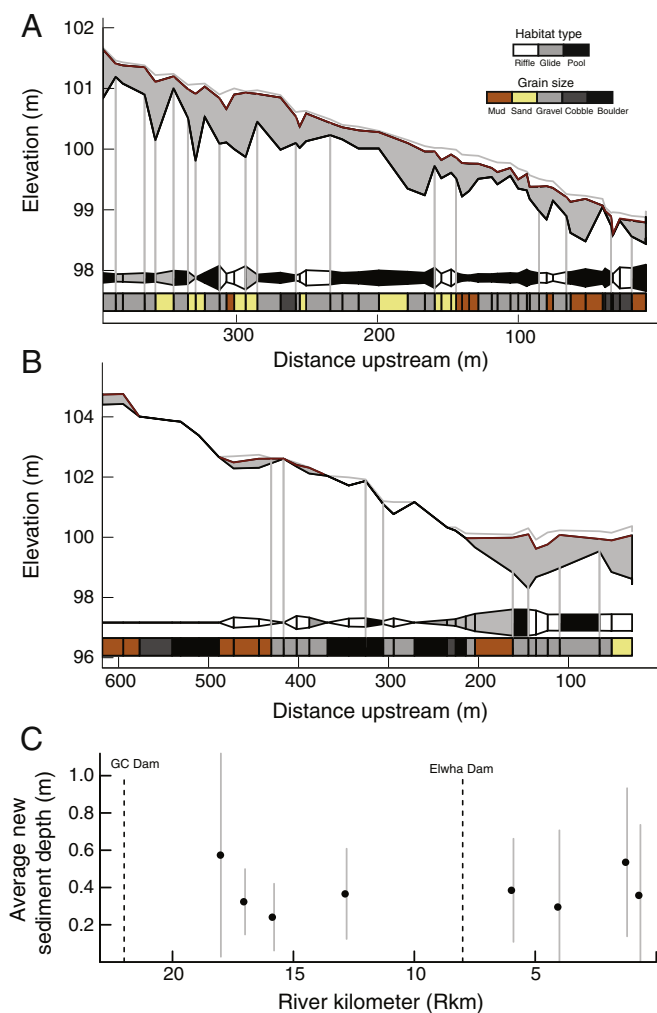 A
Habitat type
Riffle Glide Pool
Grain size
Mud Sand Gravel Cobble Boulder
Elevation (m)
102
101
100
99
98
300 200 100
Distance upstream (m)
B
Elevation (m)
104
102
100
98
96
600 500 400 300 200 100
Distance upstream (m)
C
GC Dam
Elwha Dam
Average new
sediment depth (m)
1.0
0.8
0.6
0.4
0.2
20 15 10 5
River kilometer (Rkm)